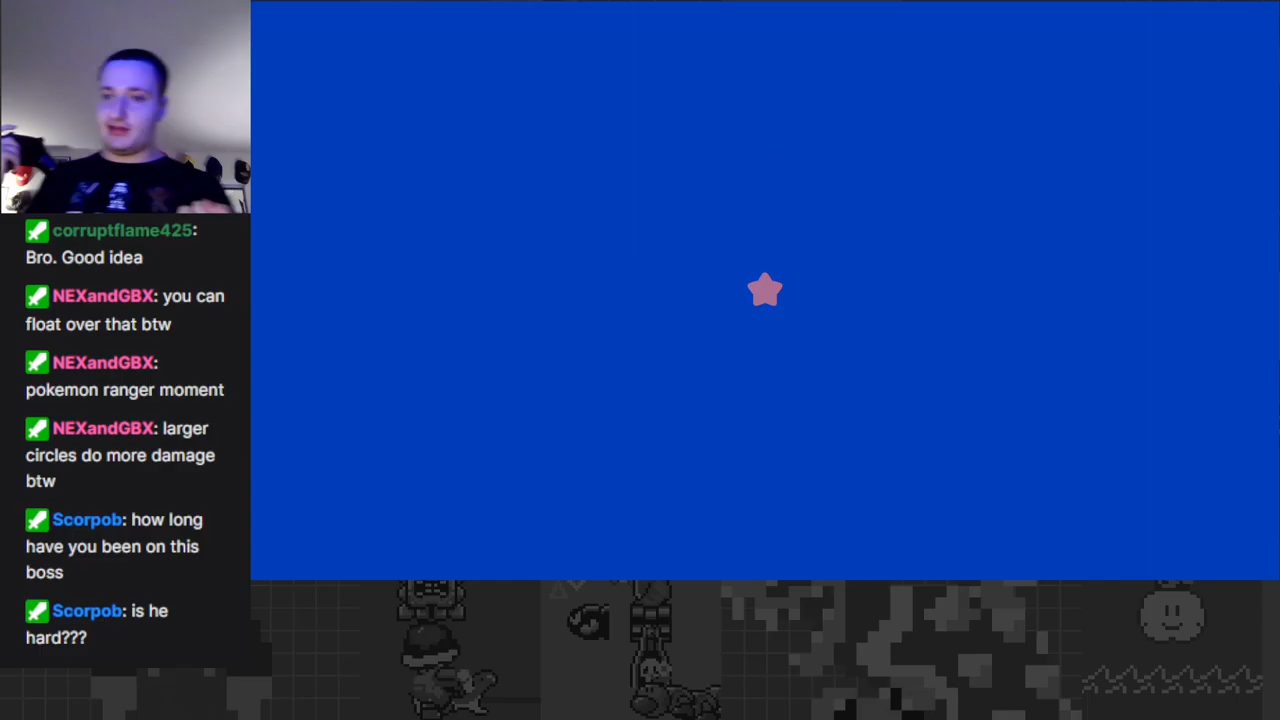 corruptflame425:
Bro. Good idea
NEXandGBX: you can
float over that btw
NEXandGBX:
pokemon ranger moment
NEXandGBX: larger
circles do more damage
btw
Scorpob: how long
have you been on this
boss
Scorpob: is he
hard???